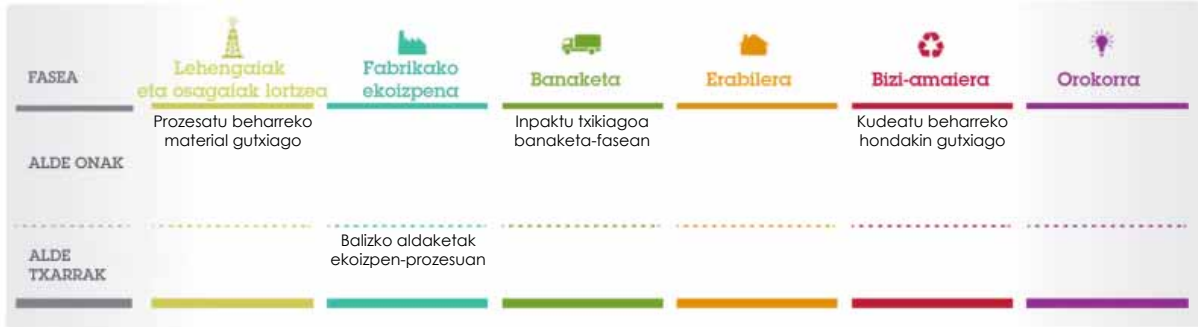 FASEA
Lehengaiak
eta osagaiak lortzea
Fabrikako
ekoizpena
Banaketa
Erabilera
Bizi-amaiera
Orokorra
ALDE ONAK
Prozesatu beharreko
material gutxiago
Inpaktu txikiagoa
banaketa-fasean
Kudeatu beharreko
hondakin gutxiago
ALDE
TXARRAK
Balizko aldaketak
ekoizpen-prozesuan